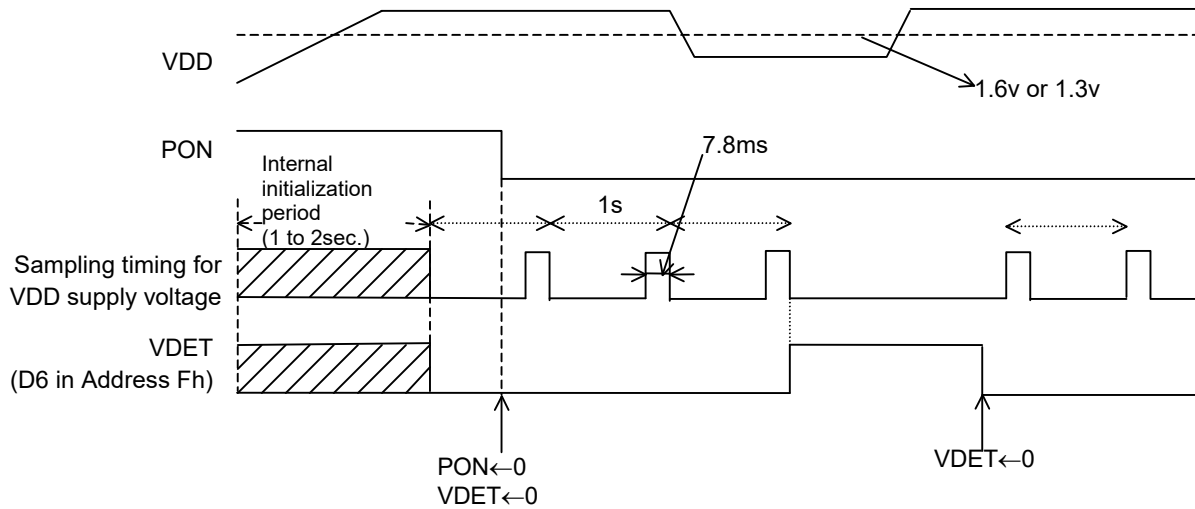 VDD
1.6v or 1.3v
PON
7.8ms
Internal
initialization
period
(1 to 2sec.)
1s
Sampling timing for
VDD supply voltage
VDET
(D6 in Address Fh)
PON←0
VDET←0
VDET←0